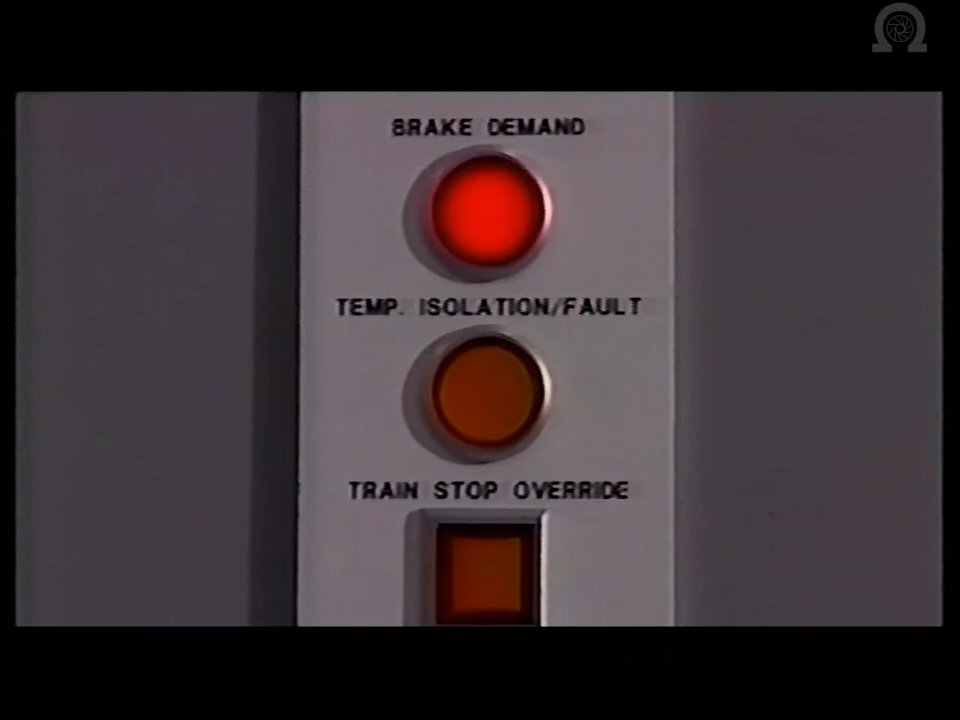 BRAKE DEMAND
TEMP. ISOLATION/FAULT
TRAIN STOP OVERRIDE